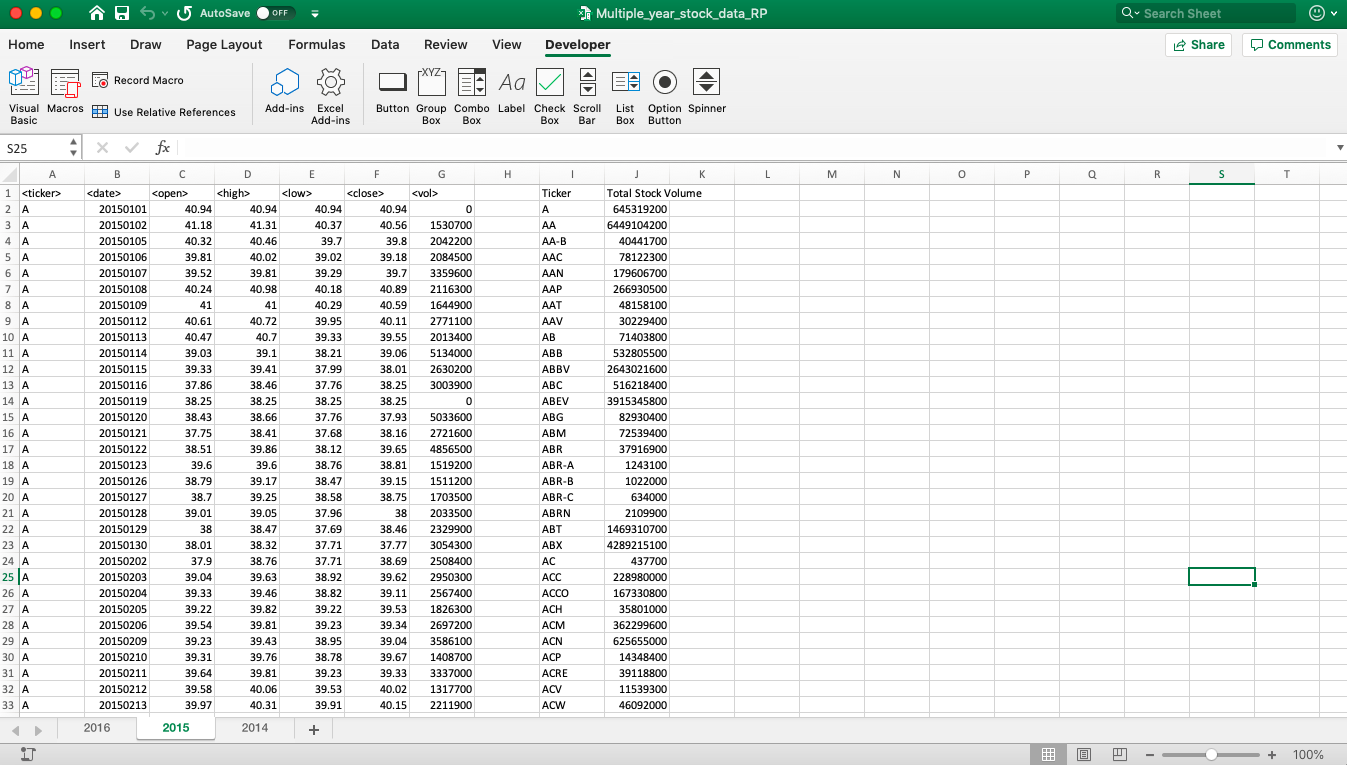 AutoSave OFF Multiple_year_stock_data_RP Search Sheet
Home Insert Draw Page Layout Formulas Data Review View Developer Share Comments
Visual Basic Macros Record Macro Use Relative References Add-ins Excel Add-ins Button XYZ Group Box Combo Box Aa Label Check Box Scroll Bar List Box Option Button Spinner
S25 fx
A B C D E F G H I J K L M N O P Q R S T
1 <ticker> <date> <open> <high> <low> <close> <vol> Ticker Total Stock Volume
2 A 20150101 40.94 40.94 40.94 40.94 0 A 645319200
3 A 20150102 41.18 41.31 40.37 40.56 1530700 AA 6449104200
4 A 20150105 40.32 40.46 39.7 39.8 2042200 AA-B 40441700
5 A 20150106 39.81 40.02 39.02 39.18 2084500 AAC 78122300
6 A 20150107 39.52 39.81 39.29 39.7 3359600 AAN 179606700
7 A 20150108 40.24 40.98 40.18 40.89 2116300 AAP 266930500
8 A 20150109 41 41 40.29 40.59 1644900 AAT 48158100
9 A 20150112 40.61 40.72 39.95 40.11 2771100 AAV 30229400
10 A 20150113 40.47 40.7 39.33 39.55 2013400 AB 71403800
11 A 20150114 39.03 39.1 38.21 39.06 5134000 ABB 532805500
12 A 20150115 39.33 39.41 37.99 38.01 2630200 ABBV 2643021600
13 A 20150116 37.86 38.46 37.76 38.25 3003900 ABC 516218400
14 A 20150119 38.25 38.25 38.25 38.25 0 ABEV 3915345800
15 A 20150120 38.43 38.66 37.76 37.93 5033600 ABG 82930400
16 A 20150121 37.75 38.41 37.68 38.16 2721600 ABM 72539400
17 A 20150122 38.51 39.86 38.12 39.65 4856500 ABR 37916900
18 A 20150123 39.6 39.6 38.76 38.81 1519200 ABR-A 1243100
19 A 20150126 38.79 39.17 38.47 39.15 1511200 ABR-B 1022000
20 A 20150127 38.7 39.25 38.58 38.75 1703500 ABR-C 634000
21 A 20150128 39.01 39.05 37.96 38 2033500 ABRN 2109900
22 A 20150129 38 38.47 37.69 38.46 2329900 ABT 1469310700
23 A 20150130 38.01 38.32 37.71 37.77 3054300 ABX 4289215100
24 A 20150202 37.9 38.76 37.71 38.69 2508400 AC 437700
25 A 20150203 39.04 39.63 38.92 39.62 2950300 ACC 228980000
26 A 20150204 39.33 39.46 38.82 39.11 2567400 ACCO 167330800
27 A 20150205 39.22 39.82 39.22 39.53 1826300 ACH 35801000
28 A 20150206 39.54 39.81 39.23 39.34 2697200 ACM 362299600
29 A 20150209 39.23 39.43 38.95 39.04 3586100 ACN 625655000
30 A 20150210 39.31 39.76 38.78 39.67 1408700 ACP 14348400
31 A 20150211 39.64 39.81 39.23 39.33 3337000 ACRE 39118800
32 A 20150212 39.58 40.06 39.53 40.02 1317700 ACV 11539300
33 A 20150213 39.97 40.31 39.91 40.15 2211900 ACW 46092000
2016 2015 2014 +
100%